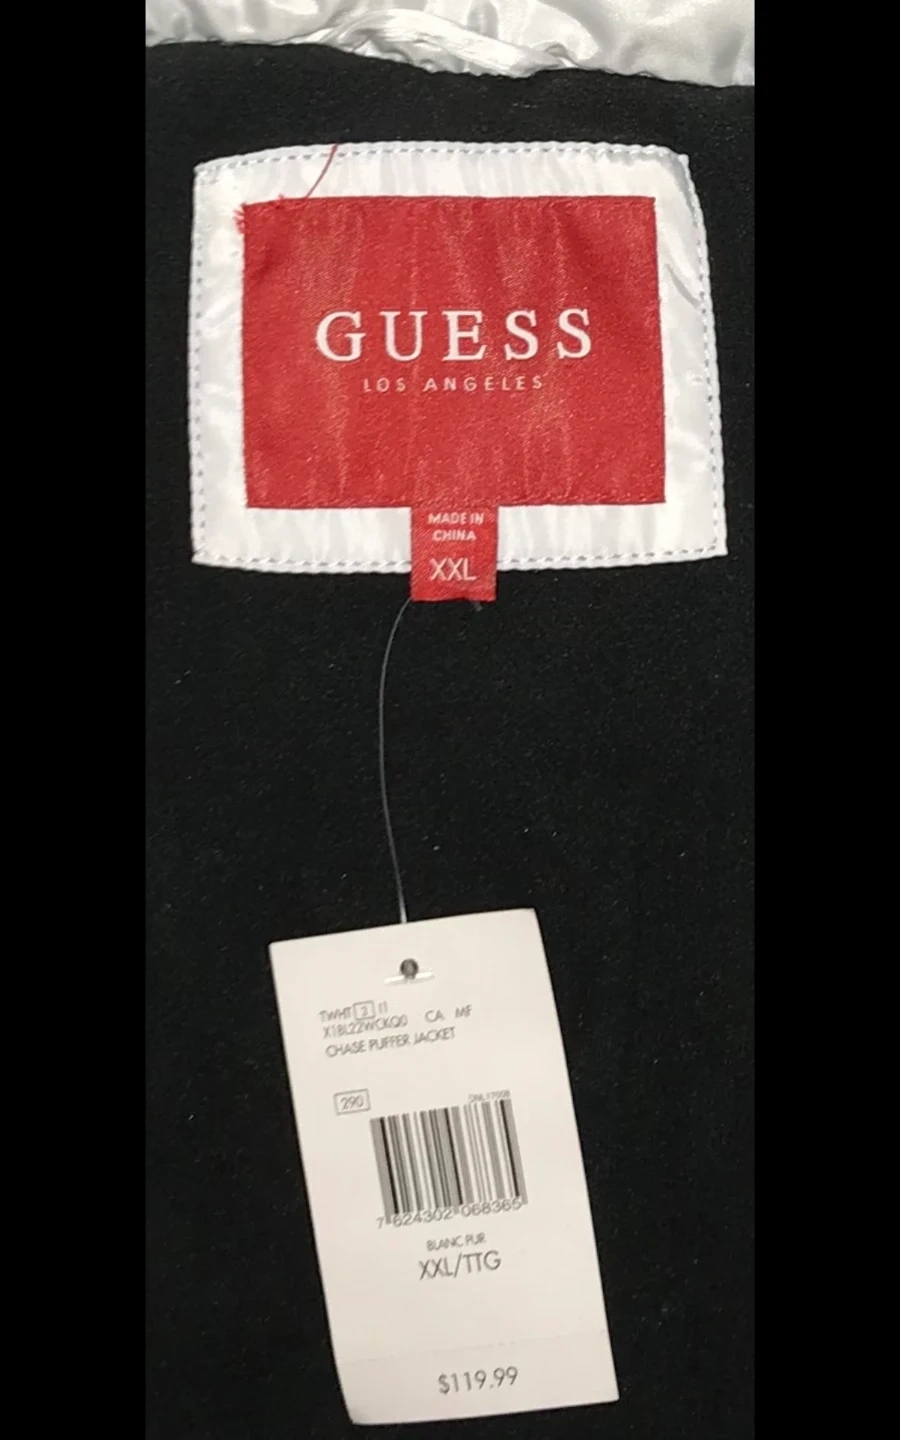 GUESS
LOS ANGELES
MADE IN
CHINA
XXL
TWHT 3 11
X1BL22WCKQ0 CA MF
CHASE PUFFER JACKET
290
7 624302 068365
BLANC PUR
XXL/TTG
$119.99